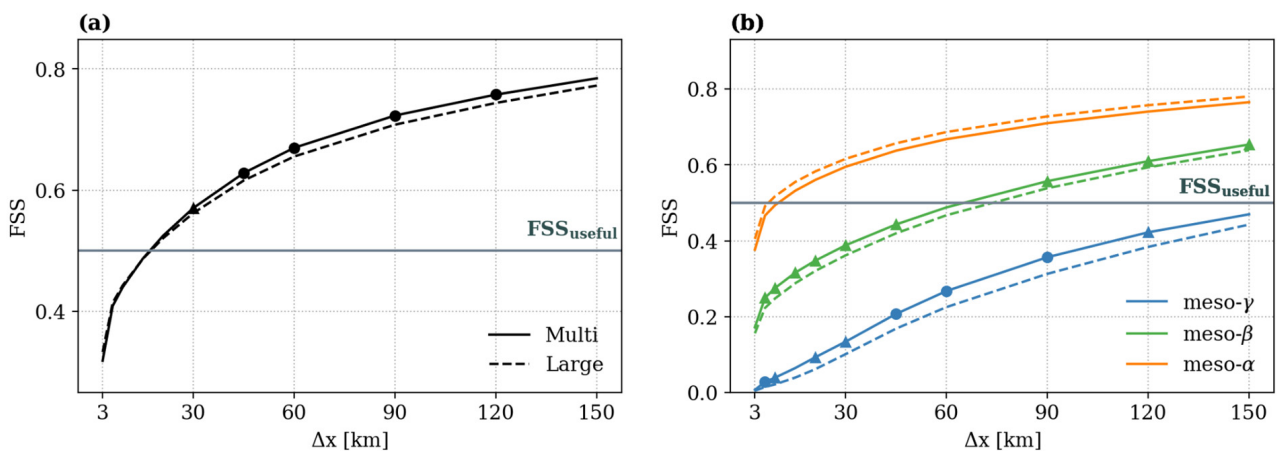 (a)
FSS
0.8
0.6
0.4
FSSuseful
Multi
Large
3 30 60 90 120 150
Δx [km]
(b)
FSS
0.8
0.6
0.4
0.2
0.0
FSSuseful
meso-γ
meso-β
meso-α
3 30 60 90 120 150
Δx [km]